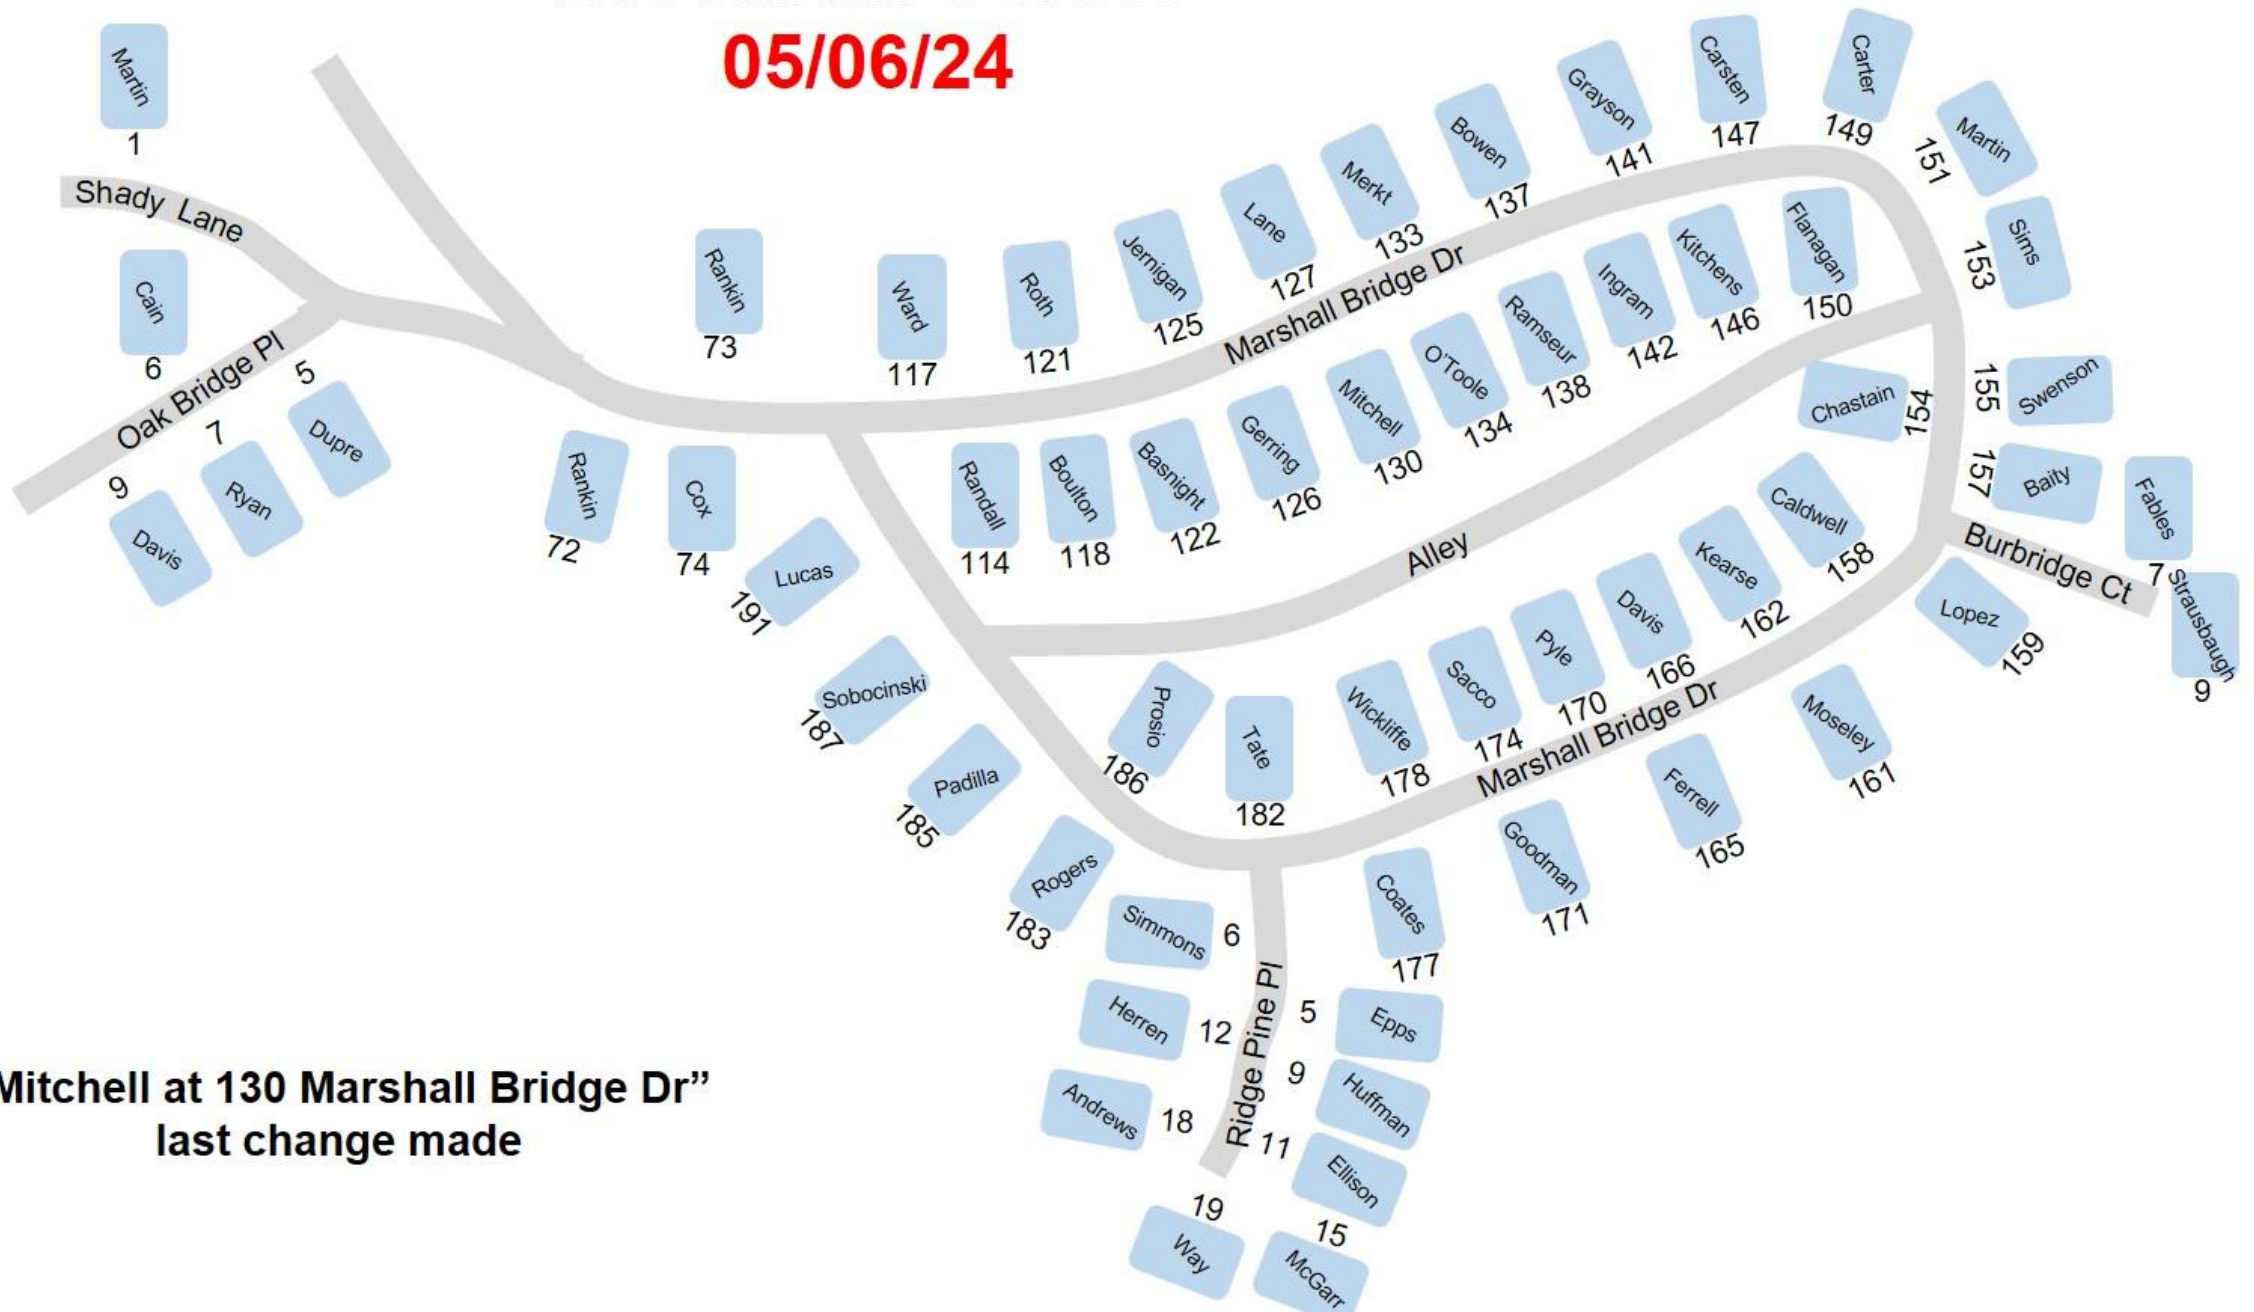 05/06/24
Martin
1
Shady Lane
Cain
6
Oak Bridge Pl
5
Dupre
7
Ryan
9
Davis
Rankin
73
Ward
117
Roth
121
Jernigan
125
Lane
127
Merkt
133
Bowen
137
Grayson
141
Carsten
147
Carter
149
Martin
151
Sims
153
Swenson
155
Baity
157
Fables
7
Strausbaugh
9
Burbridge Ct
Lopez
159
Marshall Bridge Dr
Rankin
72
Cox
74
Lucas
191
Sobocinski
187
Padilla
185
Rogers
183
Randall
114
Boulton
118
Basnight
122
Gerring
126
Mitchell
130
O'Toole
134
Ramseur
138
Ingram
142
Kitchens
146
Flanagan
150
Chastain
154
Alley
Caldwell
158
Kearse
162
Davis
166
Pyle
170
Sacco
174
Wickliffe
178
Tate
182
Prosio
186
Marshall Bridge Dr
Moseley
161
Ferrell
165
Goodman
171
Coates
177
Simmons
6
Herren
12
Andrews
18
Ridge Pine Pl
5
Epps
9
Huffman
11
Ellison
15
McGarr
19
Way
Mitchell at 130 Marshall Bridge Dr”
last change made